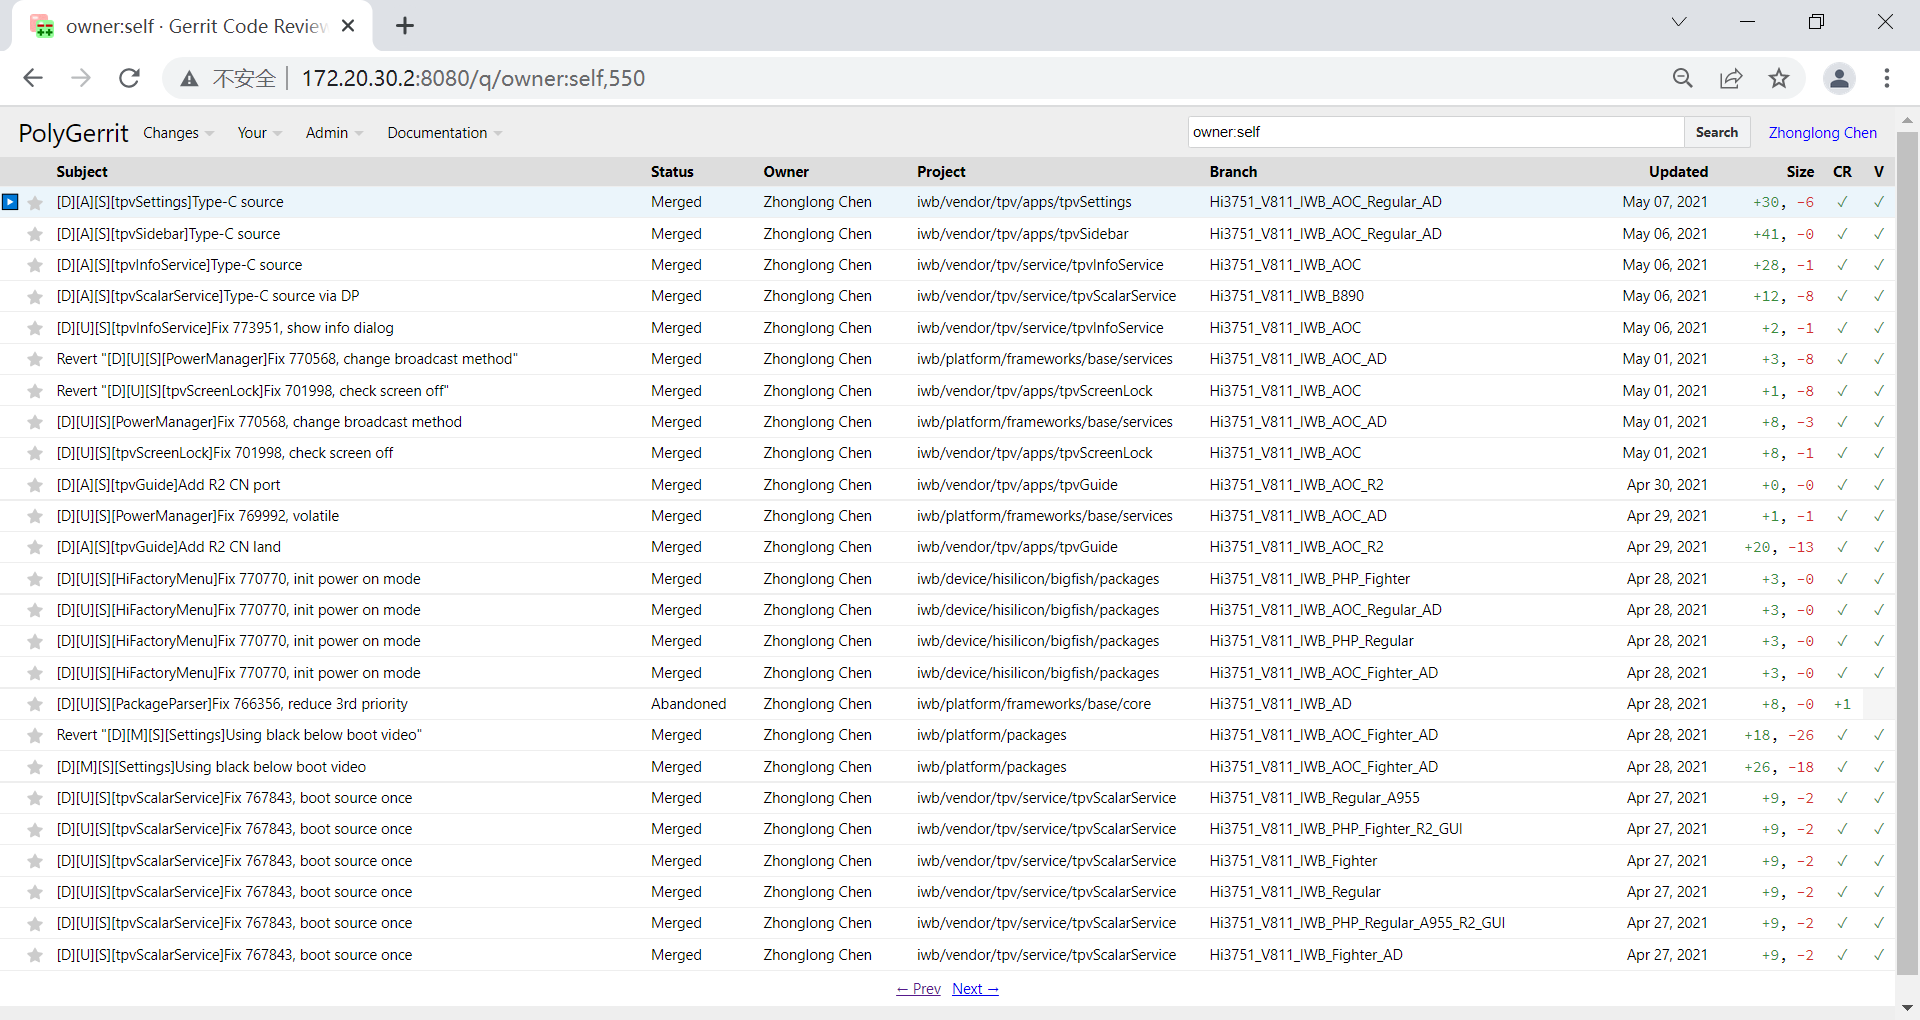 owner:self · Gerrit Code Review
不安全 172.20.30.2:8080/q/owner:self,550
PolyGerrit Changes Your Admin Documentation owner:self Search Zhonglong Chen
Subject Status Owner Project Branch Updated Size CR V
[D][A][S][tpvSettings]Type-C source Merged Zhonglong Chen iwb/vendor/tpv/apps/tpvSettings Hi3751_V811_IWB_AOC_Regular_AD May 07, 2021 +30, -6 ✓ ✓
[D][A][S][tpvSidebar]Type-C source Merged Zhonglong Chen iwb/vendor/tpv/apps/tpvSidebar Hi3751_V811_IWB_AOC_Regular_AD May 06, 2021 +41, -0 ✓ ✓
[D][A][S][tpvInfoService]Type-C source Merged Zhonglong Chen iwb/vendor/tpv/service/tpvInfoService Hi3751_V811_IWB_AOC May 06, 2021 +28, -1 ✓ ✓
[D][A][S][tpvScalarService]Type-C source via DP Merged Zhonglong Chen iwb/vendor/tpv/service/tpvScalarService Hi3751_V811_IWB_B890 May 06, 2021 +12, -8 ✓ ✓
[D][U][S][tpvInfoService]Fix 773951, show info dialog Merged Zhonglong Chen iwb/vendor/tpv/service/tpvInfoService Hi3751_V811_IWB_AOC May 06, 2021 +2, -1 ✓ ✓
Revert "[D][U][S][PowerManager]Fix 770568, change broadcast method" Merged Zhonglong Chen iwb/platform/frameworks/base/services Hi3751_V811_IWB_AOC_AD May 01, 2021 +3, -8 ✓ ✓
Revert "[D][U][S][tpvScreenLock]Fix 701998, check screen off" Merged Zhonglong Chen iwb/vendor/tpv/apps/tpvScreenLock Hi3751_V811_IWB_AOC May 01, 2021 +1, -8 ✓ ✓
[D][U][S][PowerManager]Fix 770568, change broadcast method Merged Zhonglong Chen iwb/platform/frameworks/base/services Hi3751_V811_IWB_AOC_AD May 01, 2021 +8, -3 ✓ ✓
[D][U][S][tpvScreenLock]Fix 701998, check screen off Merged Zhonglong Chen iwb/vendor/tpv/apps/tpvScreenLock Hi3751_V811_IWB_AOC May 01, 2021 +8, -1 ✓ ✓
[D][A][S][tpvGuide]Add R2 CN port Merged Zhonglong Chen iwb/vendor/tpv/apps/tpvGuide Hi3751_V811_IWB_AOC_R2 Apr 30, 2021 +0, -0 ✓ ✓
[D][U][S][PowerManager]Fix 769992, volatile Merged Zhonglong Chen iwb/platform/frameworks/base/services Hi3751_V811_IWB_AOC_AD Apr 29, 2021 +1, -1 ✓ ✓
[D][A][S][tpvGuide]Add R2 CN land Merged Zhonglong Chen iwb/vendor/tpv/apps/tpvGuide Hi3751_V811_IWB_AOC_R2 Apr 29, 2021 +20, -13 ✓ ✓
[D][U][S][HiFactoryMenu]Fix 770770, init power on mode Merged Zhonglong Chen iwb/device/hisilicon/bigfish/packages Hi3751_V811_IWB_PHP_Fighter Apr 28, 2021 +3, -0 ✓ ✓
[D][U][S][HiFactoryMenu]Fix 770770, init power on mode Merged Zhonglong Chen iwb/device/hisilicon/bigfish/packages Hi3751_V811_IWB_AOC_Regular_AD Apr 28, 2021 +3, -0 ✓ ✓
[D][U][S][HiFactoryMenu]Fix 770770, init power on mode Merged Zhonglong Chen iwb/device/hisilicon/bigfish/packages Hi3751_V811_IWB_PHP_Regular Apr 28, 2021 +3, -0 ✓ ✓
[D][U][S][HiFactoryMenu]Fix 770770, init power on mode Merged Zhonglong Chen iwb/device/hisilicon/bigfish/packages Hi3751_V811_IWB_AOC_Fighter_AD Apr 28, 2021 +3, -0 ✓ ✓
[D][U][S][PackageParser]Fix 766356, reduce 3rd priority Abandoned Zhonglong Chen iwb/platform/frameworks/base/core Hi3751_V811_IWB_AD Apr 28, 2021 +8, -0 +1
Revert "[D][M][S][Settings]Using black below boot video" Merged Zhonglong Chen iwb/platform/packages Hi3751_V811_IWB_AOC_Fighter_AD Apr 28, 2021 +18, -26 ✓ ✓
[D][M][S][Settings]Using black below boot video Merged Zhonglong Chen iwb/platform/packages Hi3751_V811_IWB_AOC_Fighter_AD Apr 28, 2021 +26, -18 ✓ ✓
[D][U][S][tpvScalarService]Fix 767843, boot source once Merged Zhonglong Chen iwb/vendor/tpv/service/tpvScalarService Hi3751_V811_IWB_Regular_A955 Apr 27, 2021 +9, -2 ✓ ✓
[D][U][S][tpvScalarService]Fix 767843, boot source once Merged Zhonglong Chen iwb/vendor/tpv/service/tpvScalarService Hi3751_V811_IWB_PHP_Fighter_R2_GUI Apr 27, 2021 +9, -2 ✓ ✓
[D][U][S][tpvScalarService]Fix 767843, boot source once Merged Zhonglong Chen iwb/vendor/tpv/service/tpvScalarService Hi3751_V811_IWB_Fighter Apr 27, 2021 +9, -2 ✓ ✓
[D][U][S][tpvScalarService]Fix 767843, boot source once Merged Zhonglong Chen iwb/vendor/tpv/service/tpvScalarService Hi3751_V811_IWB_Regular Apr 27, 2021 +9, -2 ✓ ✓
[D][U][S][tpvScalarService]Fix 767843, boot source once Merged Zhonglong Chen iwb/vendor/tpv/service/tpvScalarService Hi3751_V811_IWB_PHP_Regular_A955_R2_GUI Apr 27, 2021 +9, -2 ✓ ✓
[D][U][S][tpvScalarService]Fix 767843, boot source once Merged Zhonglong Chen iwb/vendor/tpv/service/tpvScalarService Hi3751_V811_IWB_Fighter_AD Apr 27, 2021 +9, -2 ✓ ✓
← Prev Next →